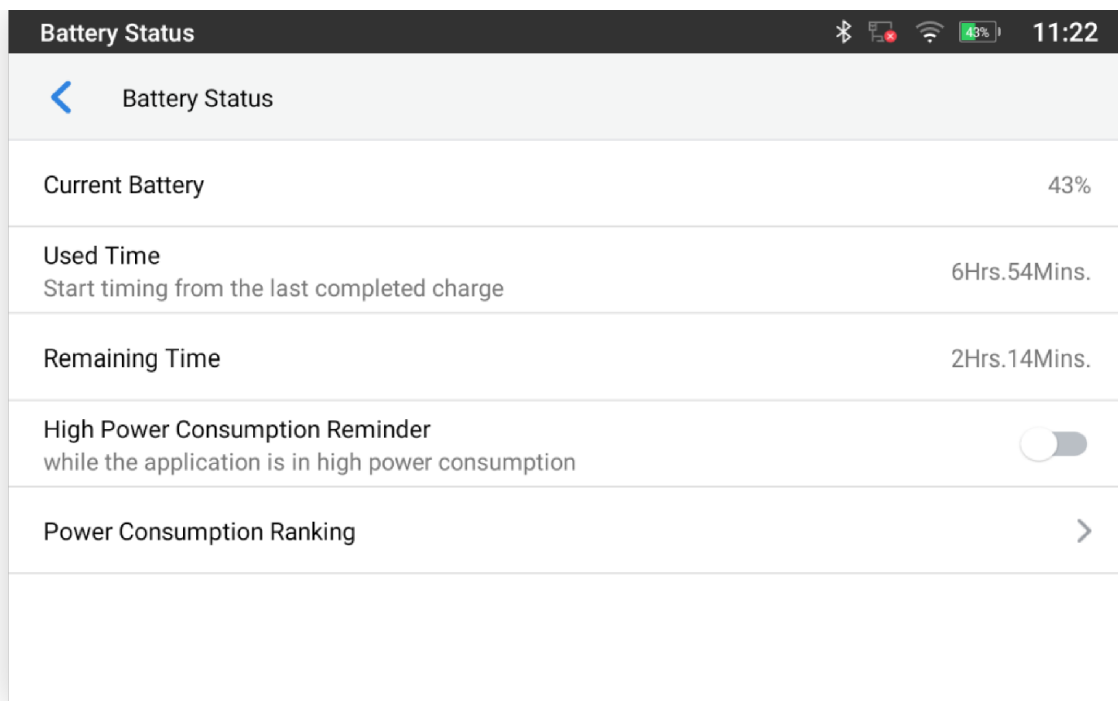 Battery Status 43% 11:22
Battery Status
Current Battery 43%
Used Time
Start timing from the last completed charge 6Hrs.54Mins.
Remaining Time 2Hrs.14Mins.
High Power Consumption Reminder
while the application is in high power consumption
Power Consumption Ranking